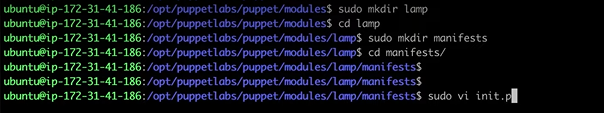 ubuntu@ip-172-31-41-186:/opt/puppetlabs/puppet/modules$ sudo mkdir lamp
ubuntu@ip-172-31-41-186:/opt/puppetlabs/puppet/modules$ cd lamp
ubuntu@ip-172-31-41-186:/opt/puppetlabs/puppet/modules/lamp$ sudo mkdir manifests
ubuntu@ip-172-31-41-186:/opt/puppetlabs/puppet/modules/lamp$ cd manifests/
ubuntu@ip-172-31-41-186:/opt/puppetlabs/puppet/modules/lamp/manifests$
ubuntu@ip-172-31-41-186:/opt/puppetlabs/puppet/modules/lamp/manifests$
ubuntu@ip-172-31-41-186:/opt/puppetlabs/puppet/modules/lamp/manifests$ sudo vi init.p